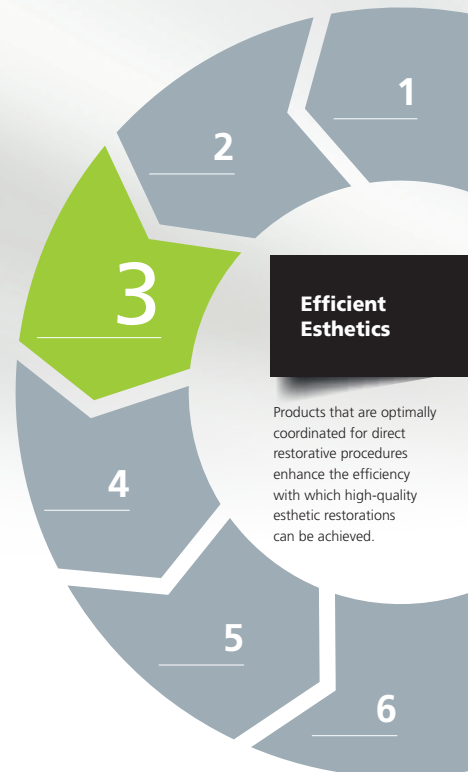 1
2
3
Efficient
Esthetics
Products that are optimally
coordinated for direct
restorative procedures
enhance the efficiency
with which high-quality
esthetic restorations
can be achieved.
4
5
6